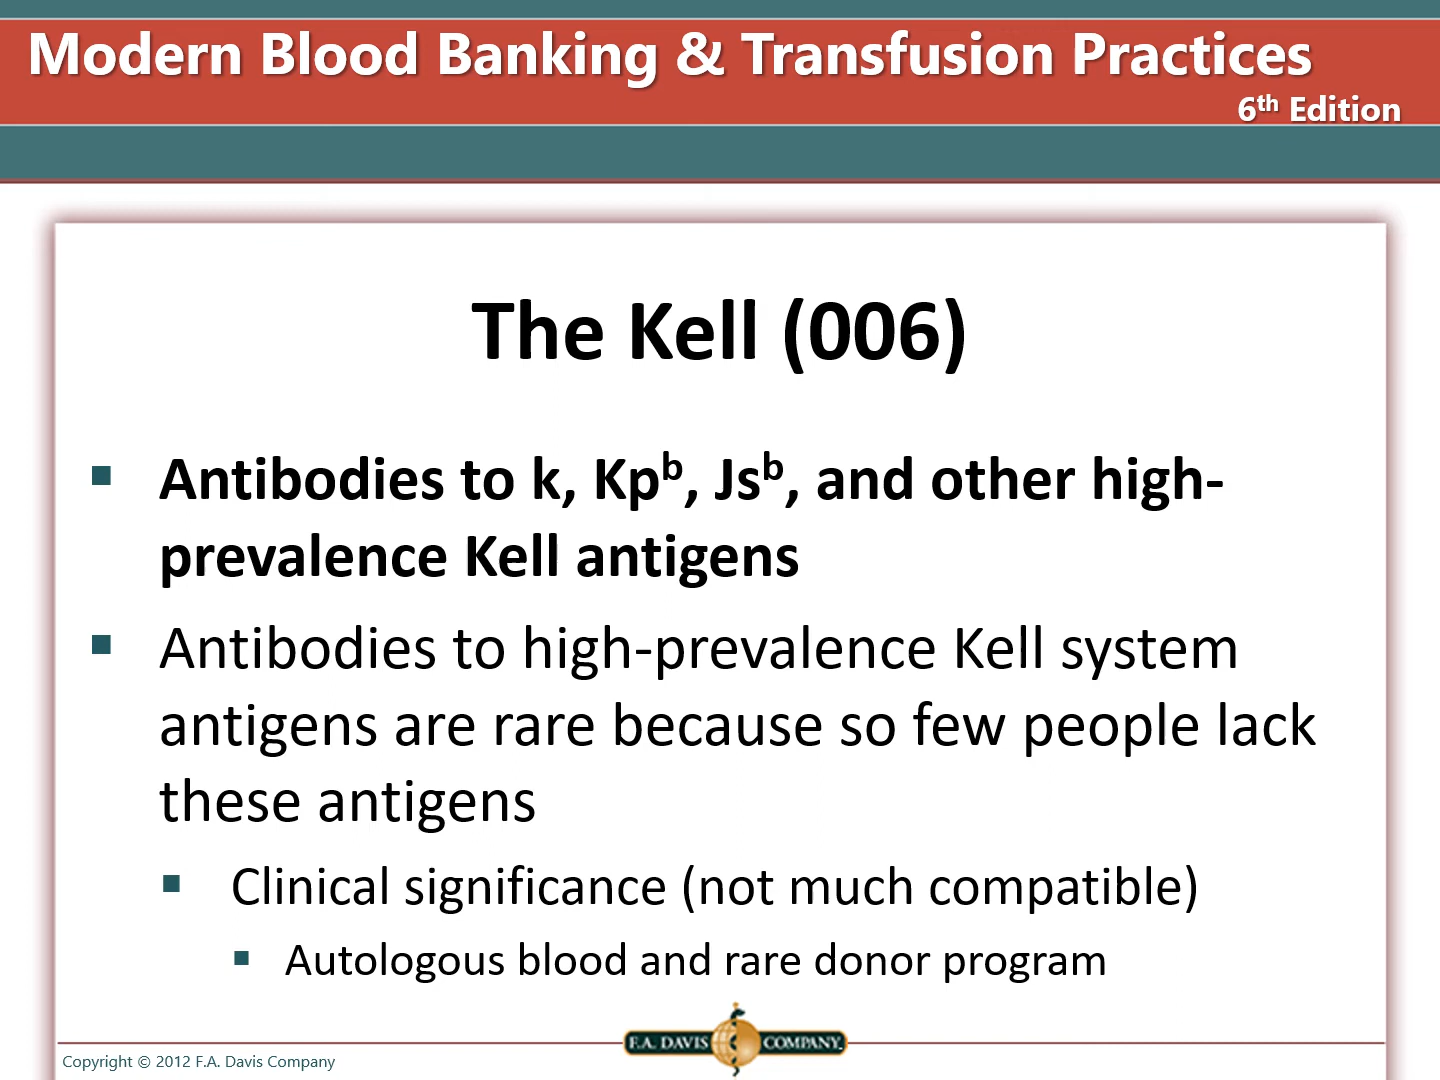 Modern Blood Banking & Transfusion Practices
6th Edition
The Kell (006)
▪ Antibodies to k, Kpᵇ, Jsᵇ, and other high-
prevalence Kell antigens
▪ Antibodies to high-prevalence Kell system
antigens are rare because so few people lack
these antigens
▪ Clinical significance (not much compatible)
▪ Autologous blood and rare donor program
F.A. DAVIS COMPANY
Copyright © 2012 F.A. Davis Company